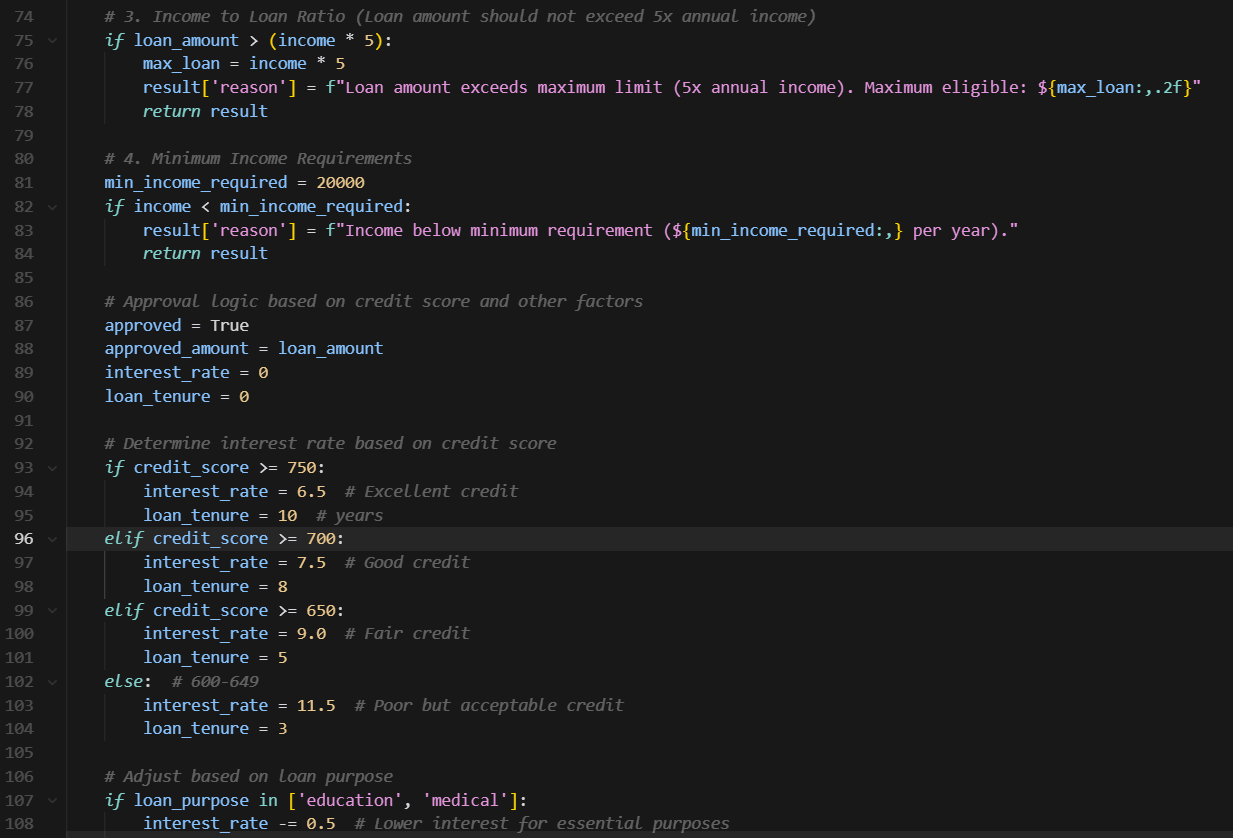 74 # 3. Income to Loan Ratio (Loan amount should not exceed 5x annual income)
75 if loan_amount > (income * 5):
76 max_loan = income * 5
77 result['reason'] = f"Loan amount exceeds maximum limit (5x annual income). Maximum eligible: ${max_loan:,.2f}"
78 return result
79
80 # 4. Minimum Income Requirements
81 min_income_required = 20000
82 if income < min_income_required:
83 result['reason'] = f"Income below minimum requirement (${min_income_required:,} per year)."
84 return result
85
86 # Approval logic based on credit score and other factors
87 approved = True
88 approved_amount = loan_amount
89 interest_rate = 0
90 loan_tenure = 0
91
92 # Determine interest rate based on credit score
93 if credit_score >= 750:
94 interest_rate = 6.5  # Excellent credit
95 loan_tenure = 10  # years
96 elif credit_score >= 700:
97 interest_rate = 7.5  # Good credit
98 loan_tenure = 8
99 elif credit_score >= 650:
100 interest_rate = 9.0  # Fair credit
101 loan_tenure = 5
102 else:  # 600-649
103 interest_rate = 11.5  # Poor but acceptable credit
104 loan_tenure = 3
105
106 # Adjust based on loan purpose
107 if loan_purpose in ['education', 'medical']:
108 interest_rate -= 0.5  # Lower interest for essential purposes